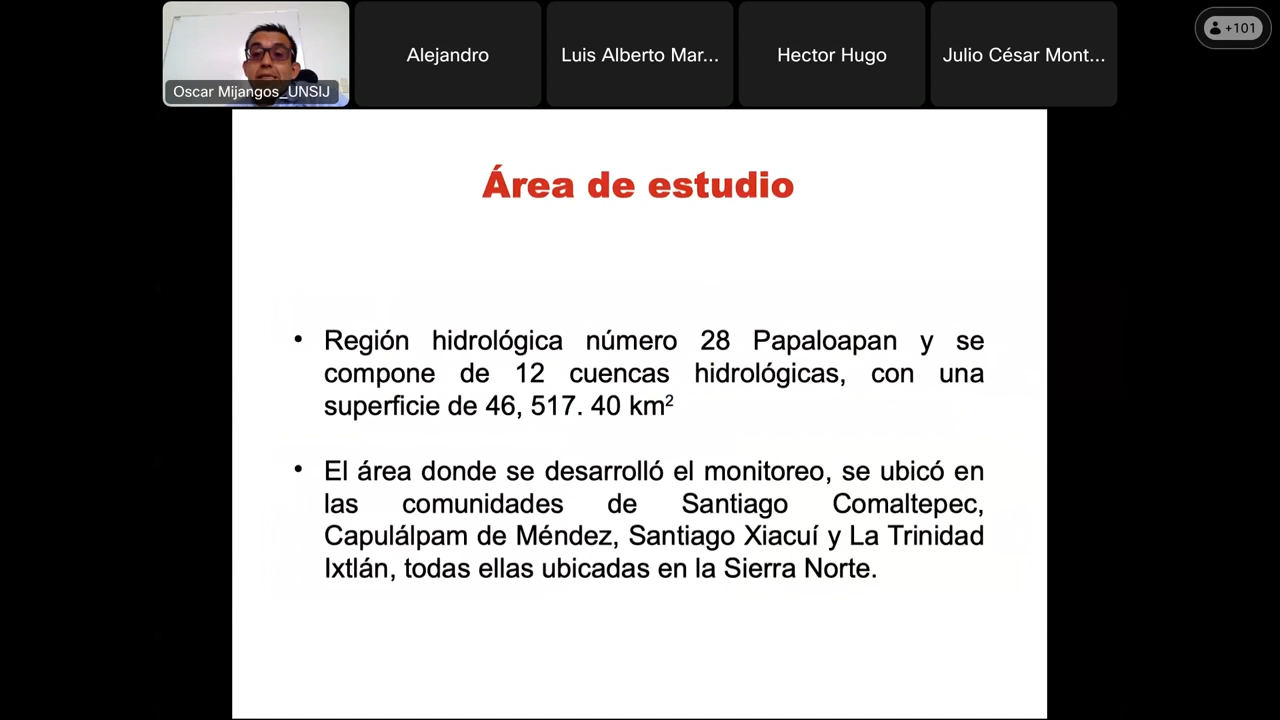 Oscar Mijangos_UNSIJ
Alejandro
Luis Alberto Mar...
Hector Hugo
Julio César Mont...
+101
Área de estudio
• Región hidrológica número 28 Papaloapan y se
compone de 12 cuencas hidrológicas, con una
superficie de 46, 517. 40 km²
• El área donde se desarrolló el monitoreo, se ubicó en
las comunidades de Santiago Comaltepec,
Capulálpam de Méndez, Santiago Xiacuí y La Trinidad
Ixtlán, todas ellas ubicadas en la Sierra Norte.